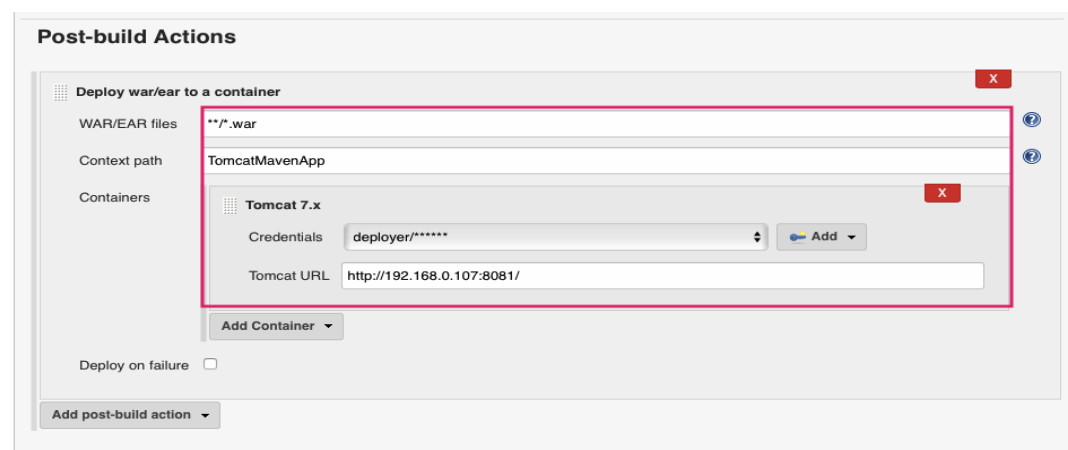 Post-build Actions
X
Deploy war/ear to a container
WAR/EAR files **/*.war ?
Context path TomcatMavenApp ?
Containers
X
Tomcat 7.x
Credentials deployer/****** Add
Tomcat URL http://192.168.0.107:8081/
Add Container
Deploy on failure
Add post-build action